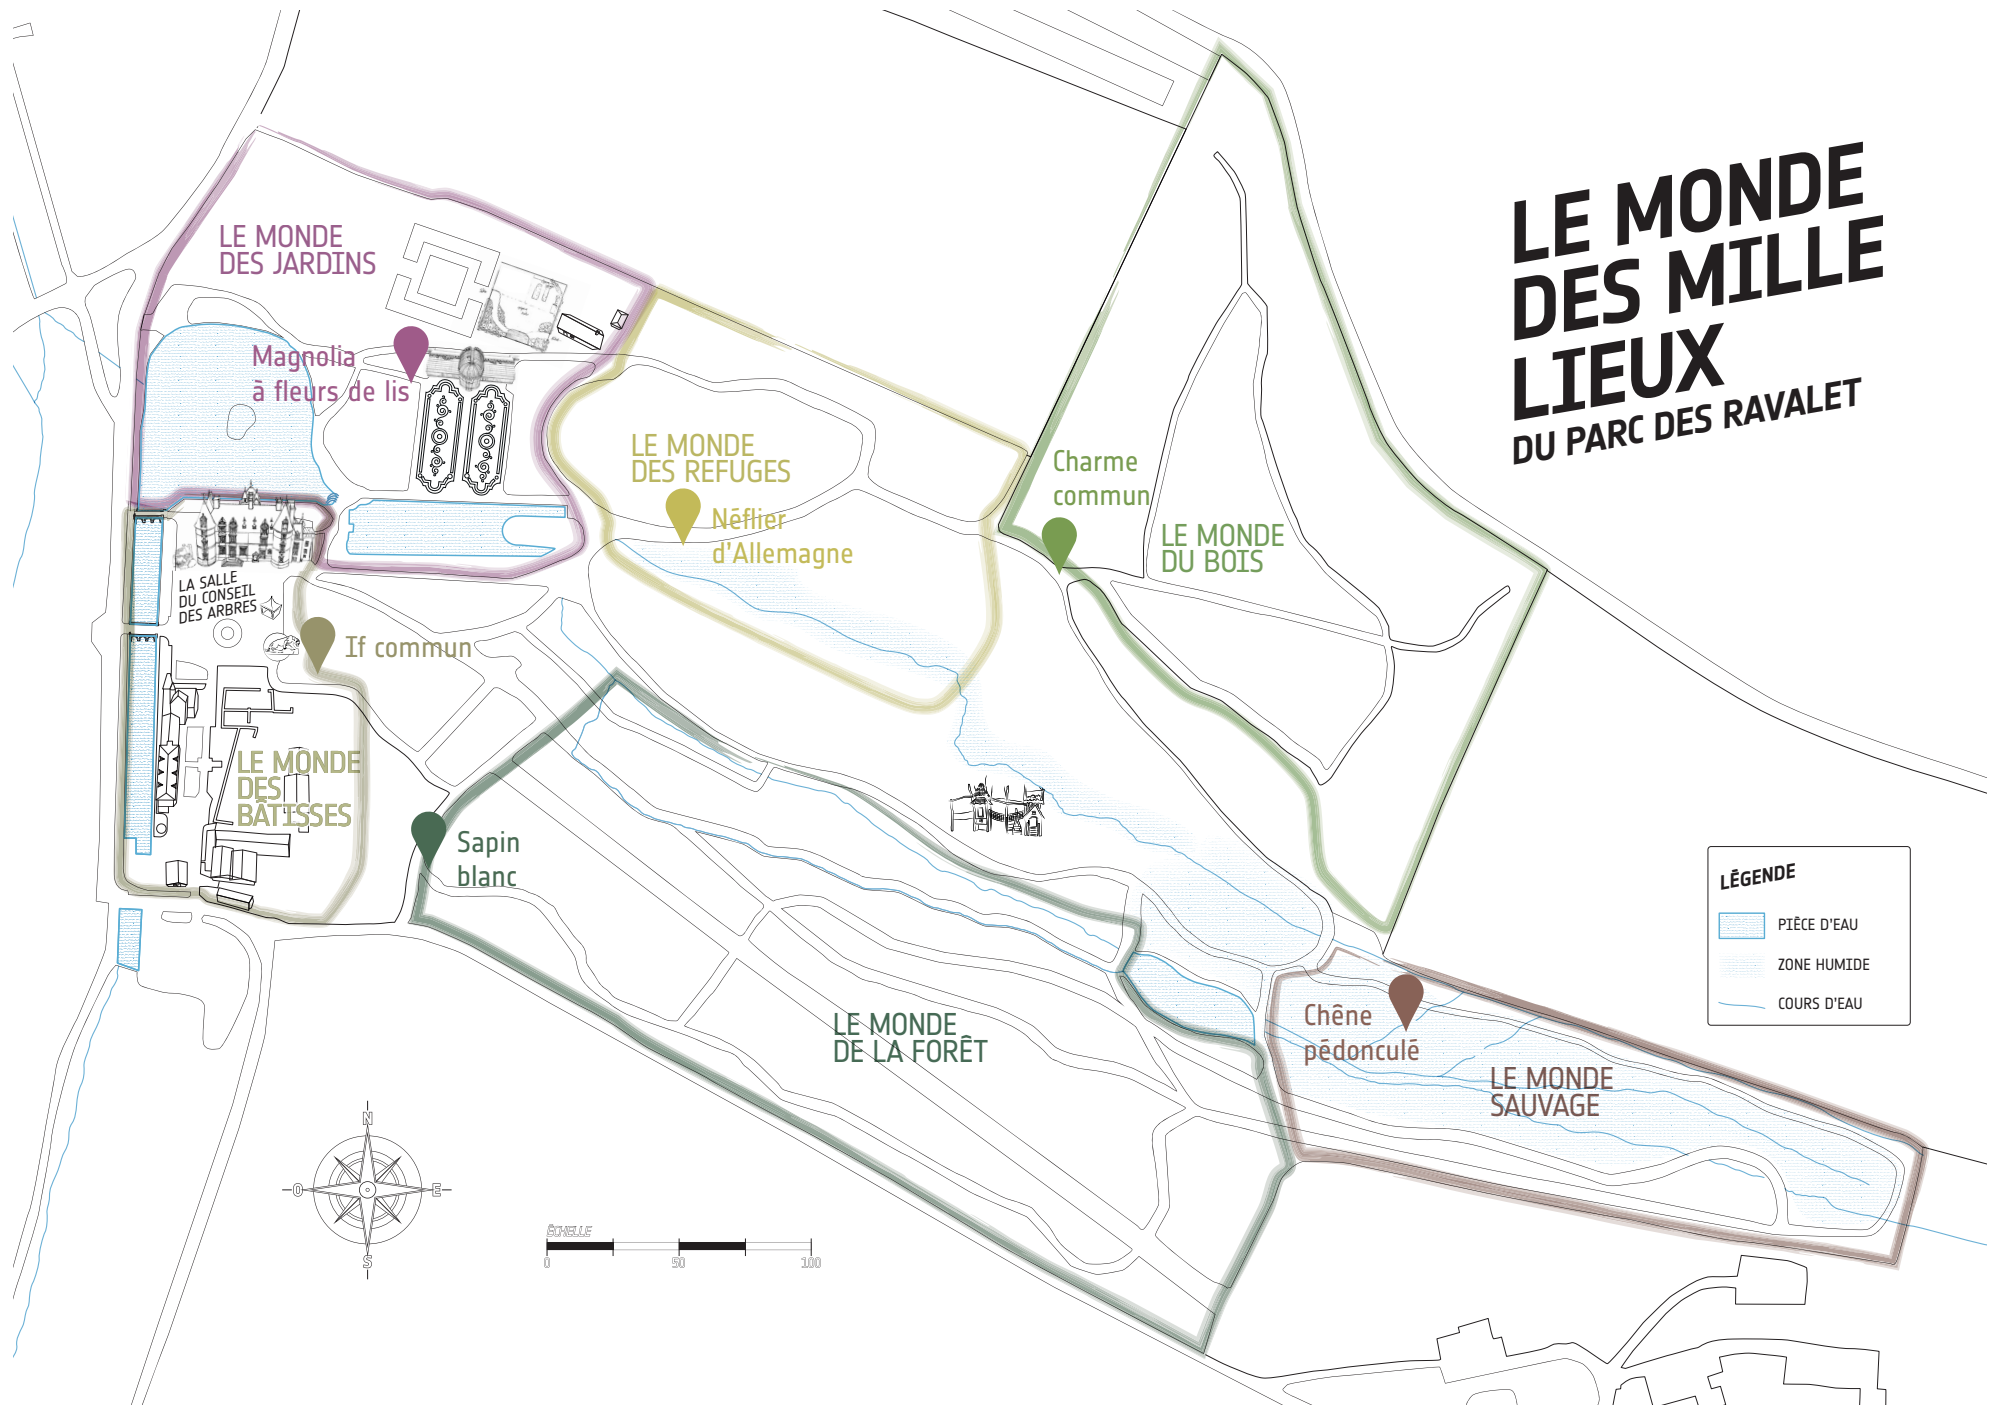 LE MONDE
DES MILLE
LIEUX
DU PARC DES RAVALET
LE MONDE
DES JARDINS
Magnolia
à fleurs de lis
LE MONDE
DES REFUGES
Néflier
d'Allemagne
Charme
commun
LE MONDE
DU BOIS
LA SALLE
DU CONSEIL
DES ARBRES
If commun
LE MONDE
DES
BÂTISSES
Sapin
blanc
LE MONDE
DE LA FORÊT
Chêne
pédonculé
LE MONDE
SAUVAGE
LÉGENDE
PIÈCE D'EAU
ZONE HUMIDE
COURS D'EAU
N
O
E
S
ÉCHELLE
0 50 100